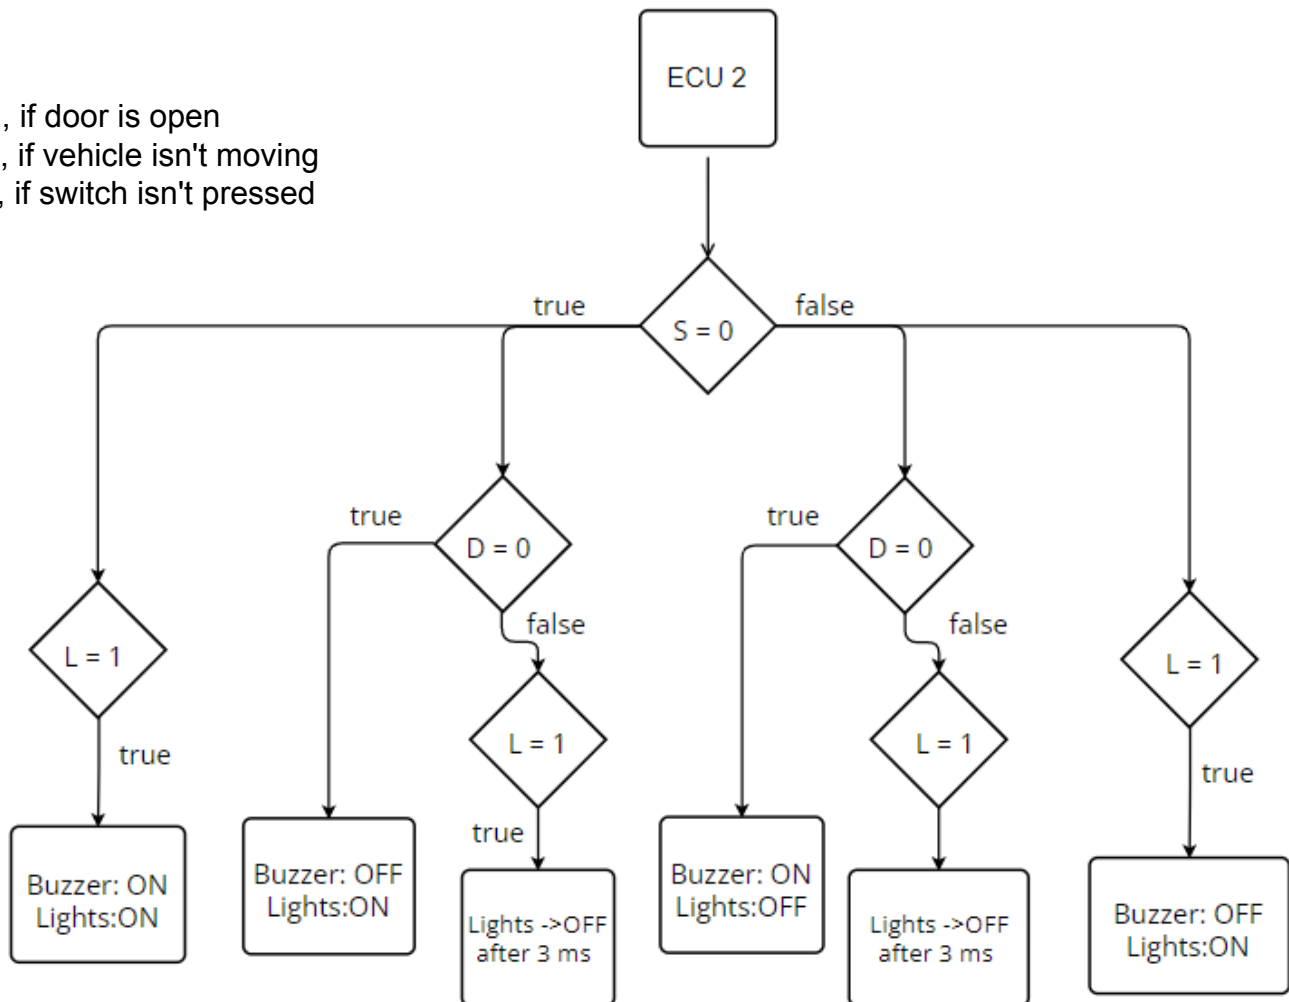 ECU 2
, if door is open
, if vehicle isn't moving
, if switch isn't pressed
true
false
S = 0
true
D = 0
true
D = 0
false
false
L = 1
L = 1
L = 1
L = 1
true
true
true
Buzzer: ON
Lights:ON
Buzzer: OFF
Lights:ON
Lights ->OFF
after 3 ms
Buzzer: ON
Lights:OFF
Lights ->OFF
after 3 ms
Buzzer: OFF
Lights:ON